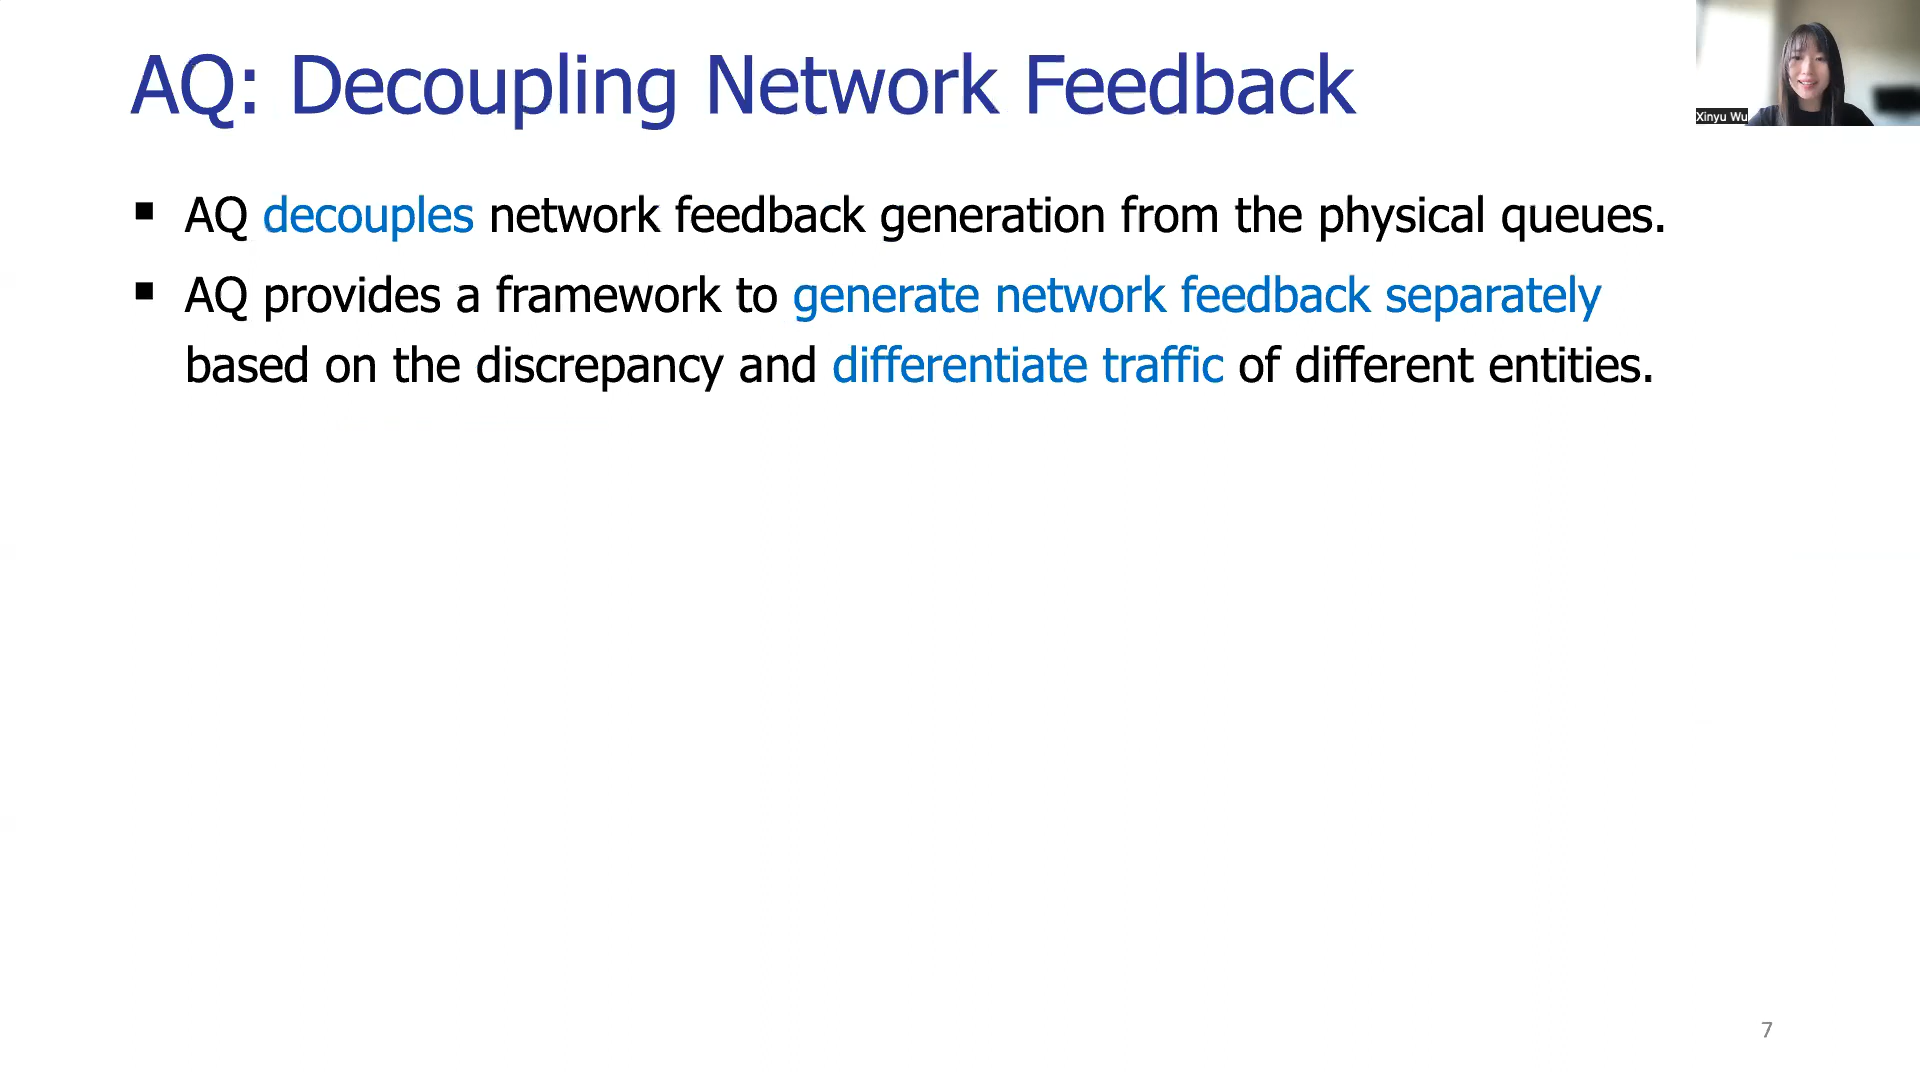 AQ: Decoupling Network Feedback
Xinyu Wu
▪ AQ decouples network feedback generation from the physical queues.
▪ AQ provides a framework to generate network feedback separately
based on the discrepancy and differentiate traffic of different entities.
7